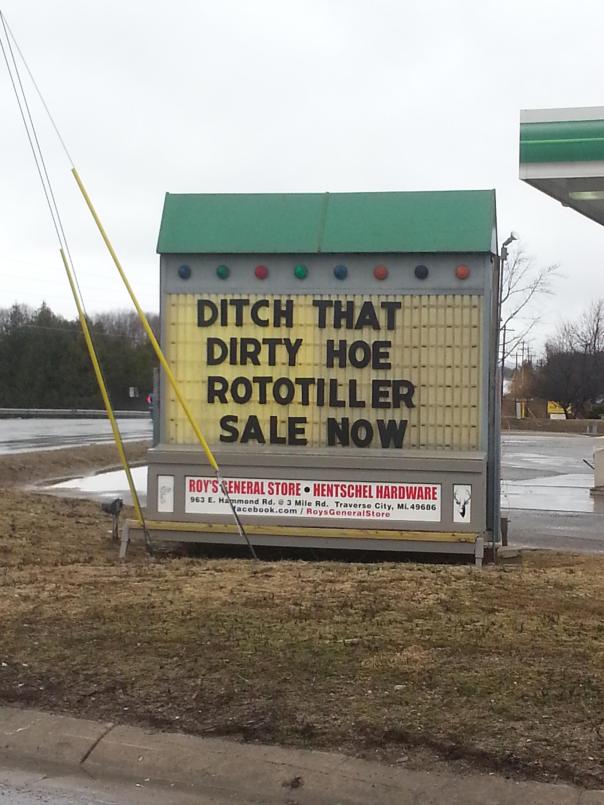 DITCH THAT
DIRTY HOE
ROTOTILLER
SALE NOW
ROY'S GENERAL STORE • HENTSCHEL HARDWARE
963 E. Hammond Rd. @ 3 Mile Rd. Traverse City, MI. 49686
facebook.com / RoysGeneralStore